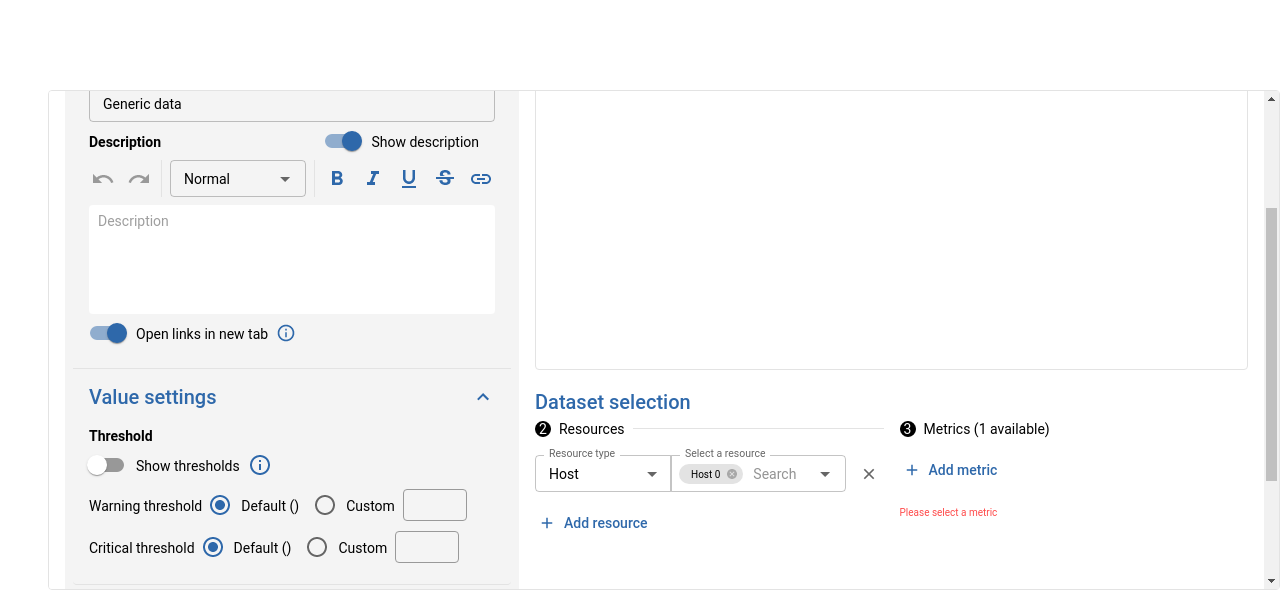 Generic data
Description
Show description
Normal
B I U S
Description
Open links in new tab
Value settings
Threshold
Show thresholds
Warning threshold Default () Custom
Critical threshold Default () Custom
Dataset selection
2 Resources
Resource type
Host
Select a resource
Host 0 Search
Add resource
3 Metrics (1 available)
Add metric
Please select a metric